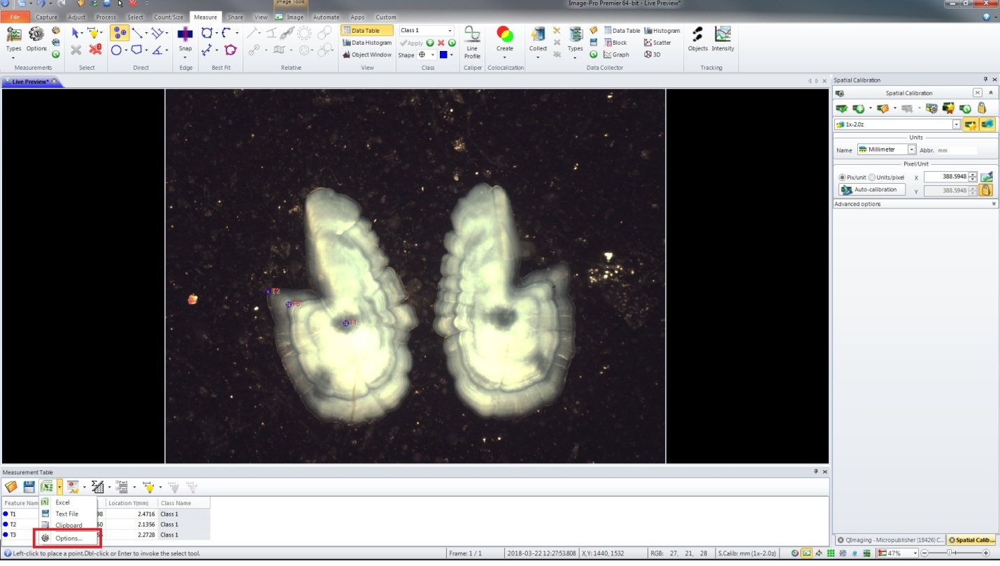 Image Tools
Image-Pro Premier 64-bit - Live Preview*
File Capture Adjust Process Select Count/Size Measure Share View Image Automate Apps Custom
Types Options
Measurements
Select
Direct
Snap
Edge
Best Fit
Relative
Data Table
Data Histogram
Object Window
View
Class 1
Apply
Shape
Class
Line
Profile
Caliper
Create
Colocalization
Collect
Types
Data Table Histogram
Block Scatter
Graph 3D
Data Collector
Objects Intensity
Tracking
Live Preview*
T2
T3
T1
Spatial Calibration
Spatial Calibration
1x-2.0z
Units
Name Millimeter Abbr. mm
Pixel/Unit
Pix/unit Units/pixel X 388.5948
Auto-calibration Y 388.5948
Advanced options
Measurement Table
Feature Nam Location Y(mm) Class Name
T1 98 2.4716 Class 1
T2 60 2.1356 Class 1
T3 2.2728 Class 1
Excel
Text File
Clipboard
Options...
QImaging - Micropublisher (18426) C...
Spatial Calib...
Left-click to place a point.Dbl-click or Enter to invoke the select tool.
Frame: 1 / 1
2018-03-22 12:27:53.808
X,Y: 1440, 1532
RGB: 27, 21, 28
S.Calib: mm (1x-2.0z)
47%